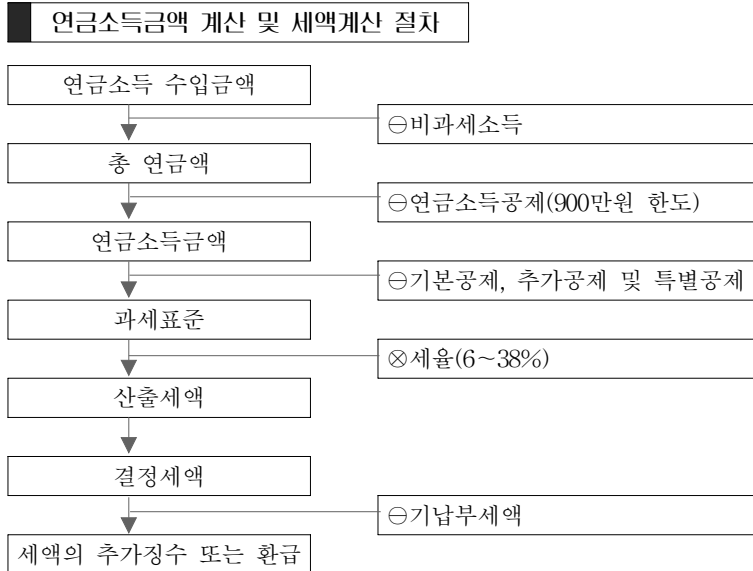 연금소득금액 계산 및 세액계산 절차
연금소득 수입금액
⊖비과세소득
총 연금액
⊖연금소득공제(900만원 한도)
연금소득금액
⊖기본공제, 추가공제 및 특별공제
과세표준
⊗세율(6~38%)
산출세액
결정세액
⊖기납부세액
세액의 추가징수 또는 환급